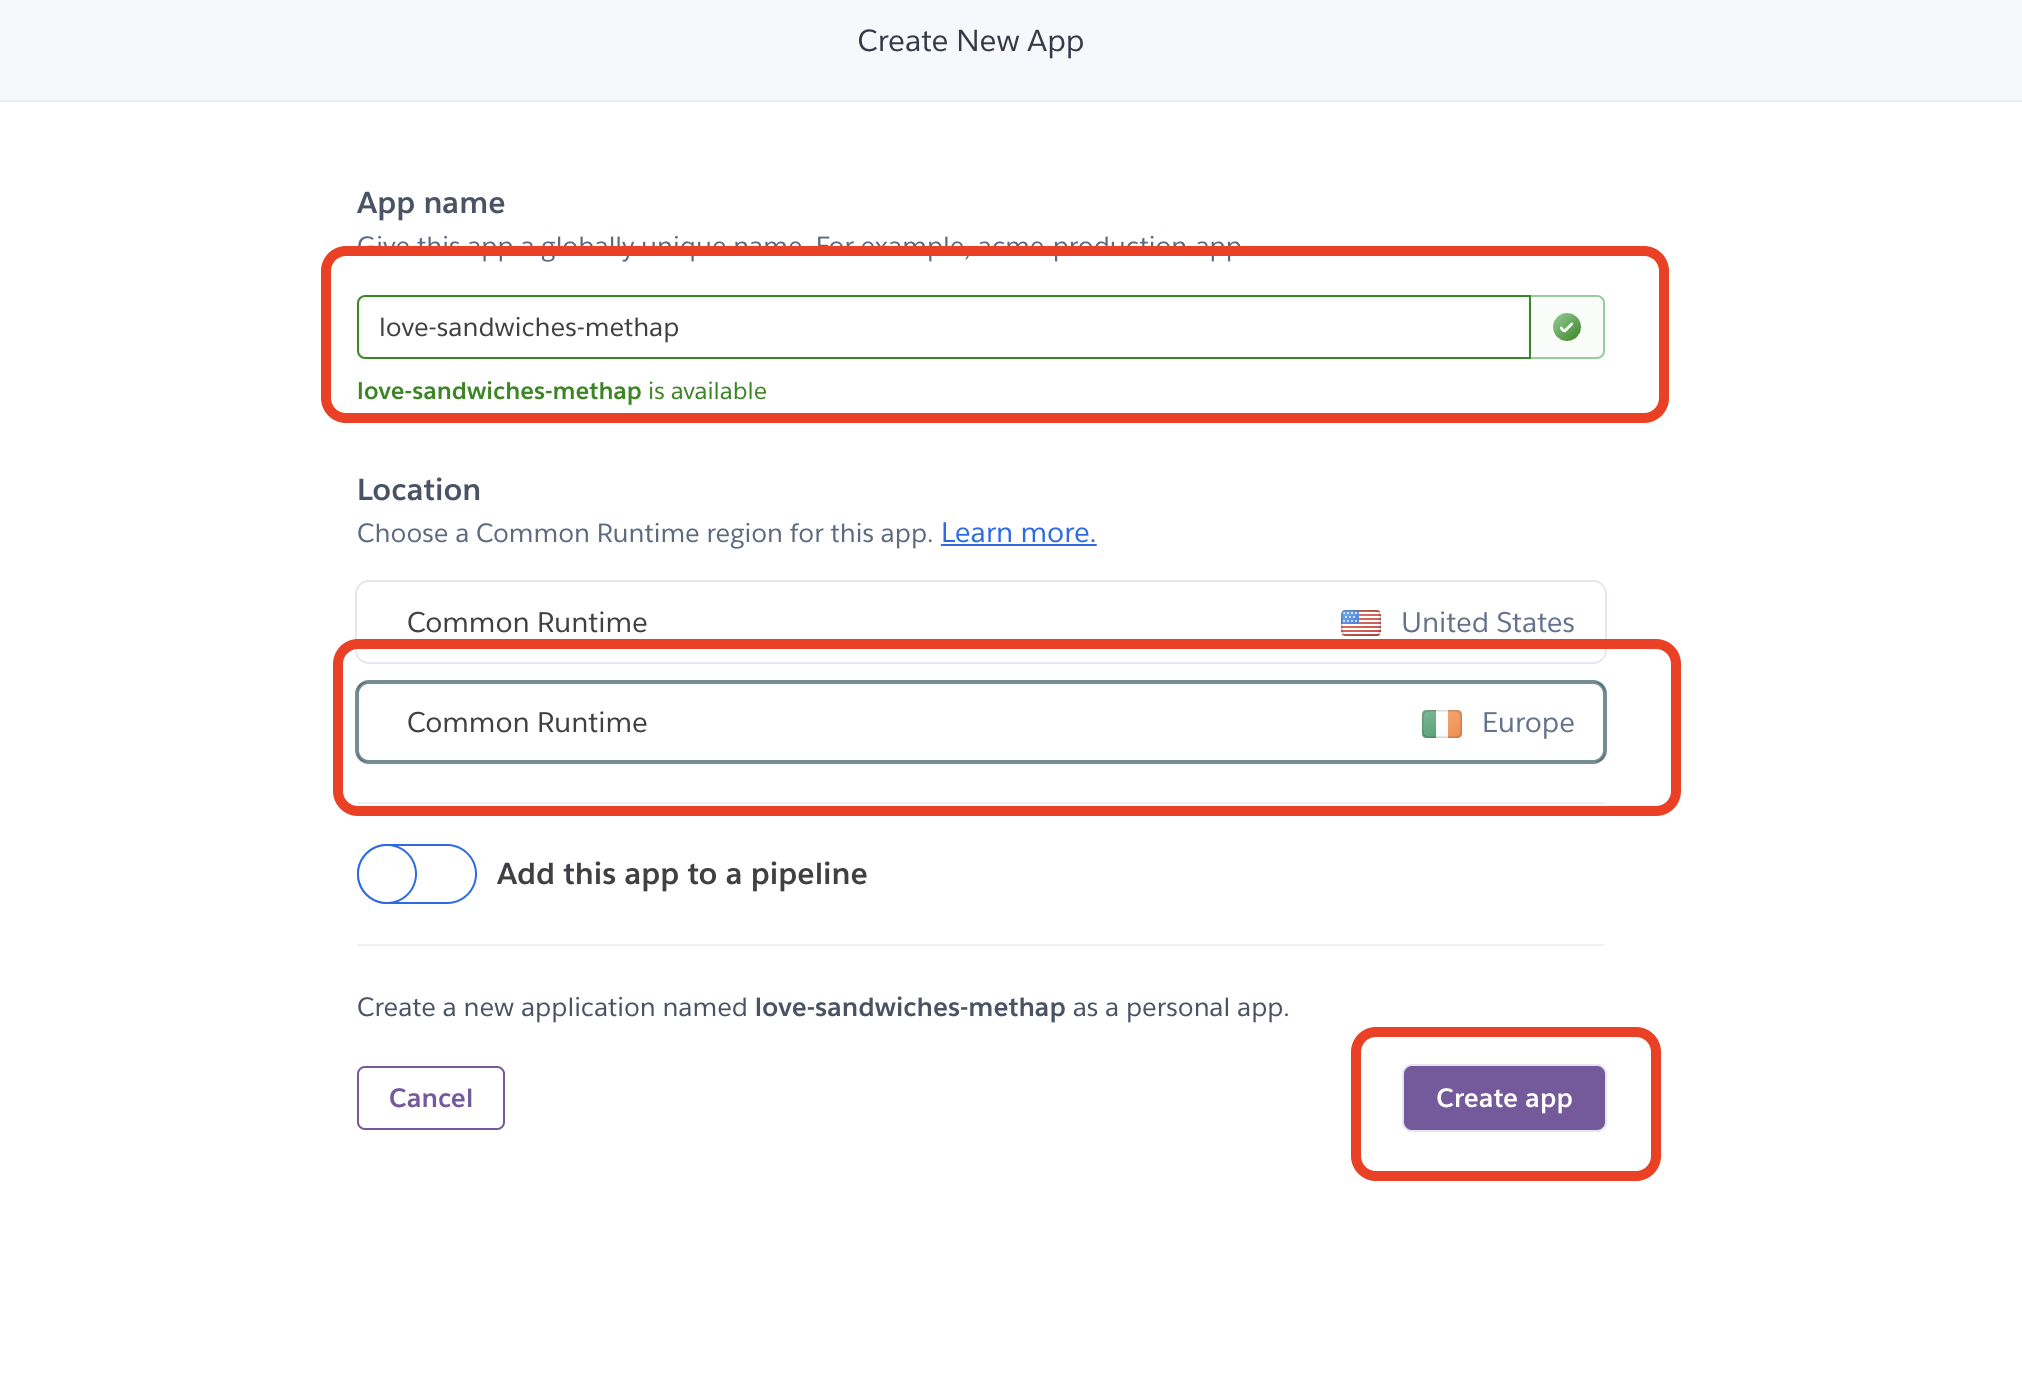 Create New App
App name
Give this app a globally unique name. For example, acme-production-app
love-sandwiches-methap
love-sandwiches-methap is available
Location
Choose a Common Runtime region for this app. Learn more.
Common Runtime United States
Common Runtime Europe
Add this app to a pipeline
Create a new application named love-sandwiches-methap as a personal app.
Cancel Create app